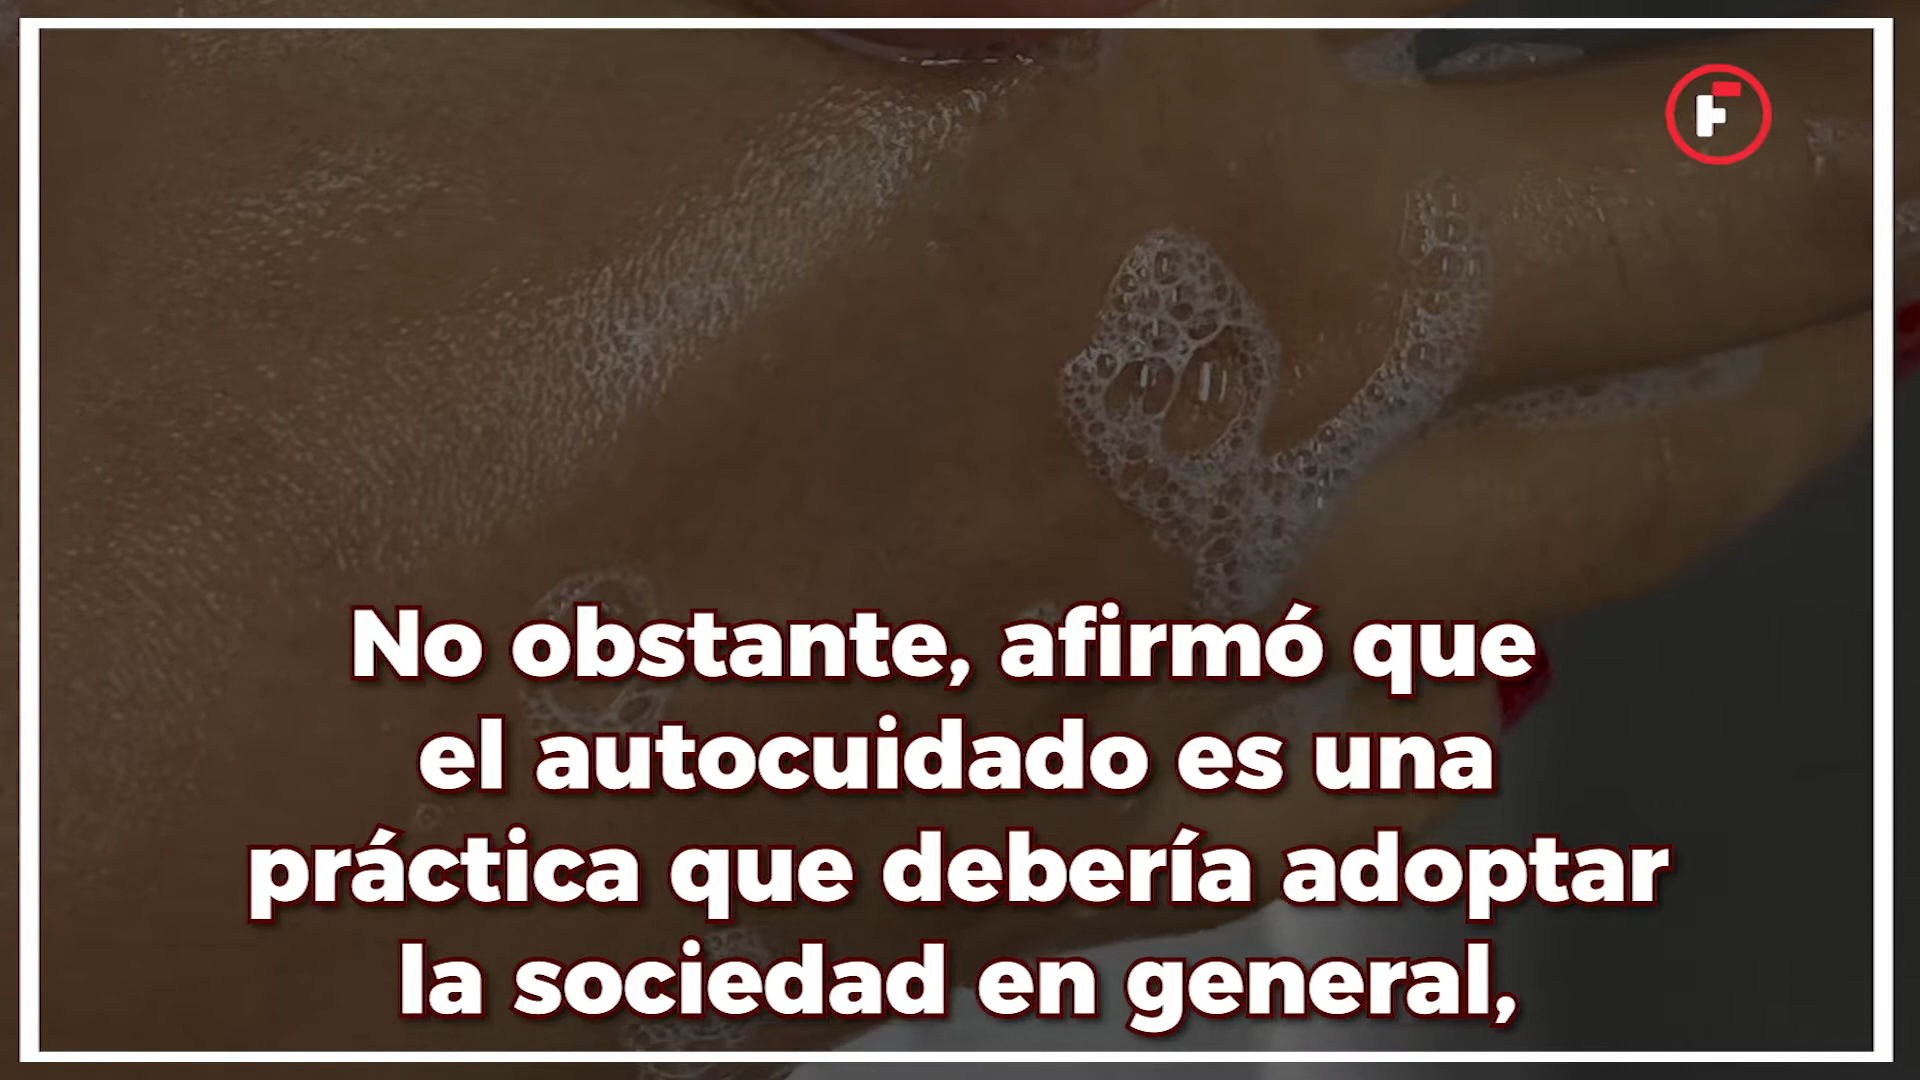 No obstante, afirmó que
el autocuidado es una
práctica que debería adoptar
la sociedad en general,